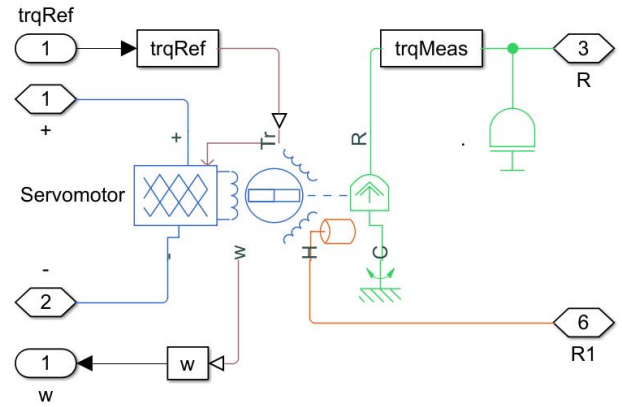 trqRef
1
trqRef
trqMeas
3
R
1
+
+
Tr
R
Servomotor
-
w
H
C
-
2
6
R1
1
w
w